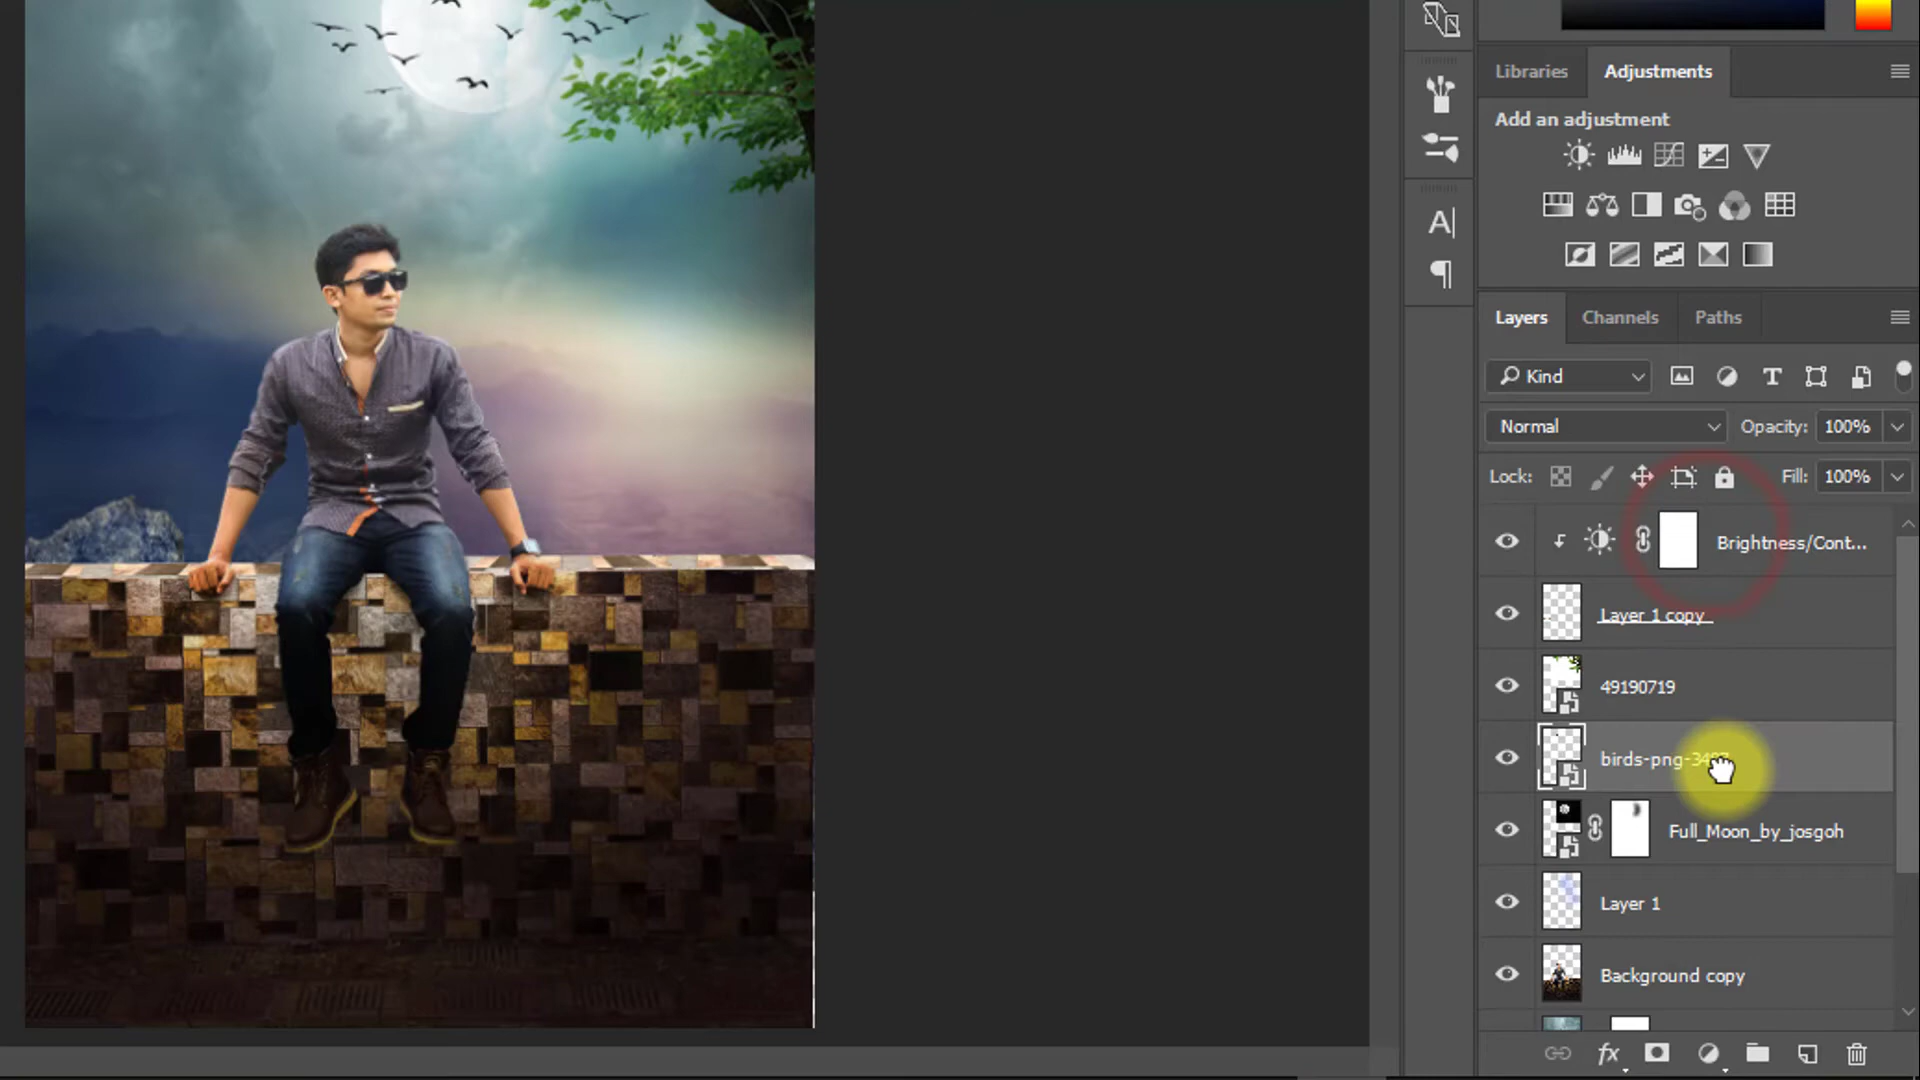 Libraries
Adjustments
Add an adjustment
Layers
Channels
Paths
Kind
Normal
Opacity:
100%
Lock:
Fill:
100%
Brightness/Cont...
Layer 1 copy
49190719
birds-png-34
Full_Moon_by_josgoh
Layer 1
Background copy